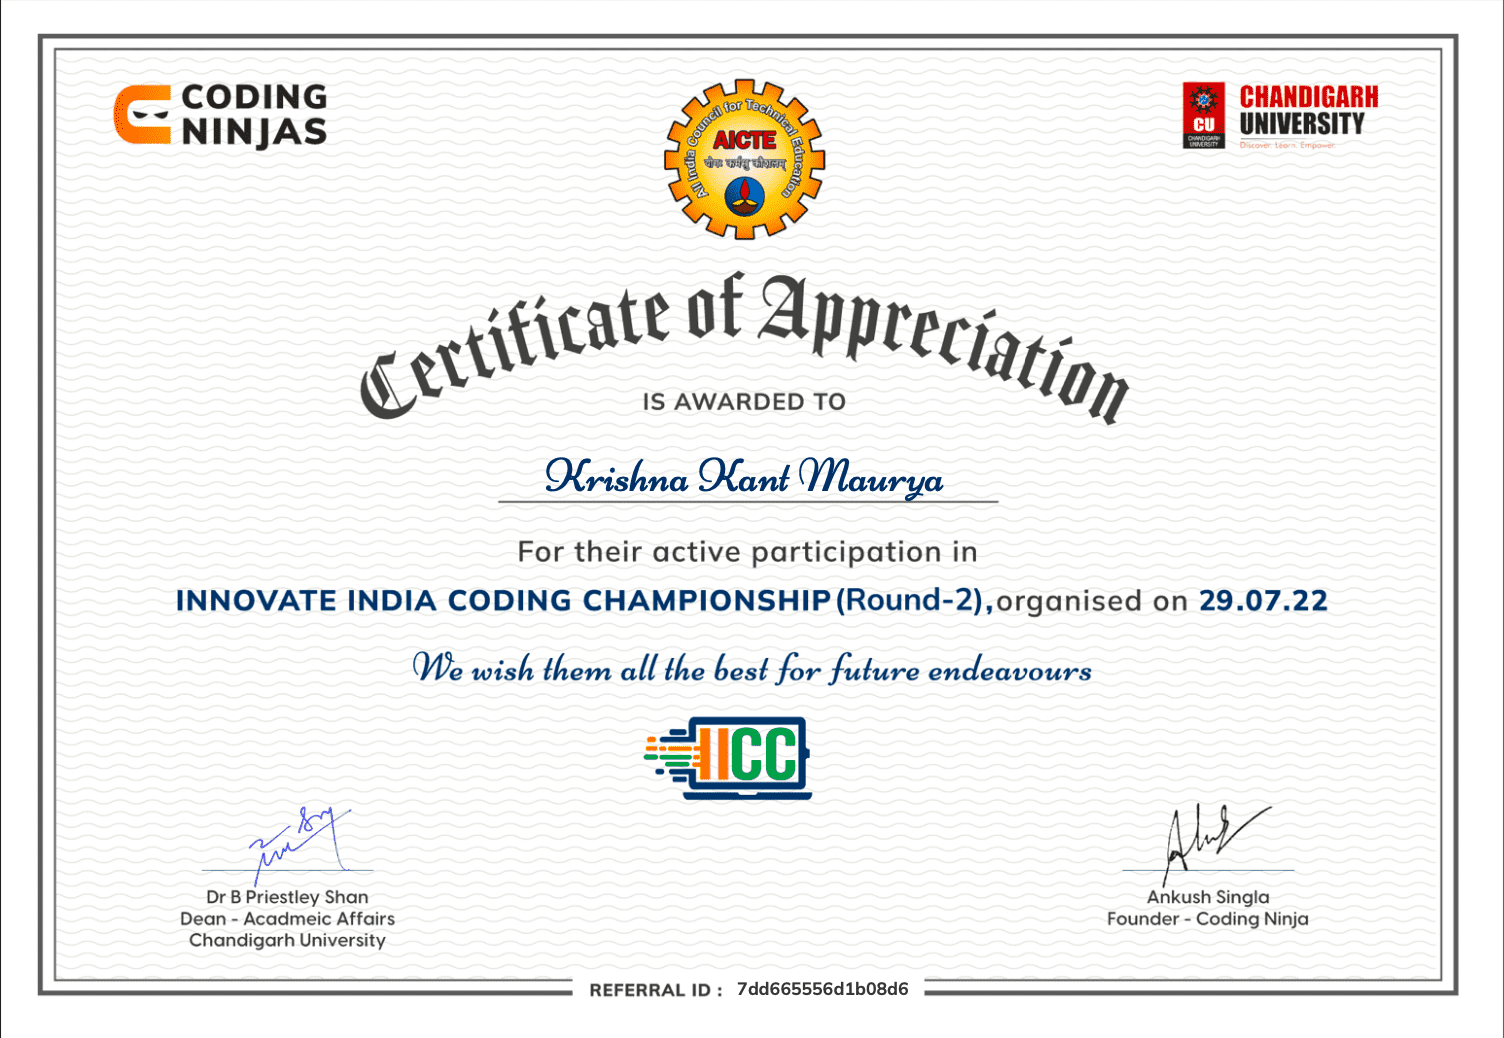 CODING
NINJAS
All India Council for Technical Education
AICTE
योगः कर्मसु कौशलम्
CU
CHANDIGARH
UNIVERSITY
CHANDIGARH
UNIVERSITY
Discover. Learn. Empower.
Certificate of Appreciation
IS AWARDED TO
Krishna Kant Maurya
For their active participation in
INNOVATE INDIA CODING CHAMPIONSHIP (Round-2), organised on 29.07.22
We wish them all the best for future endeavours
IICC
Dr B Priestley Shan
Dean - Acadmeic Affairs
Chandigarh University
Ankush Singla
Founder - Coding Ninja
REFERRAL ID : 7dd665556d1b08d6